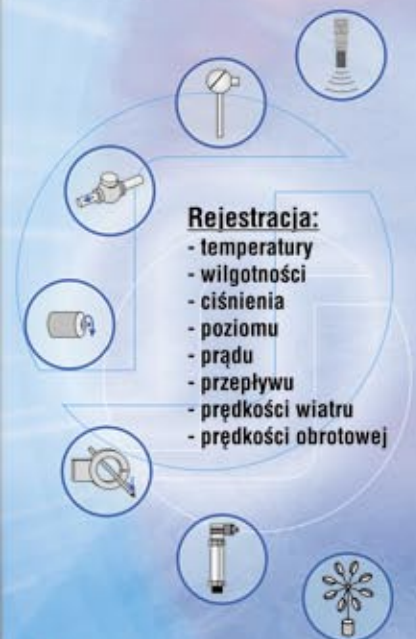 Rejestracja:
- temperatury
- wilgotności
- ciśnienia
- poziomu
- prądu
- przepływu
- prędkości wiatru
- prędkości obrotowej